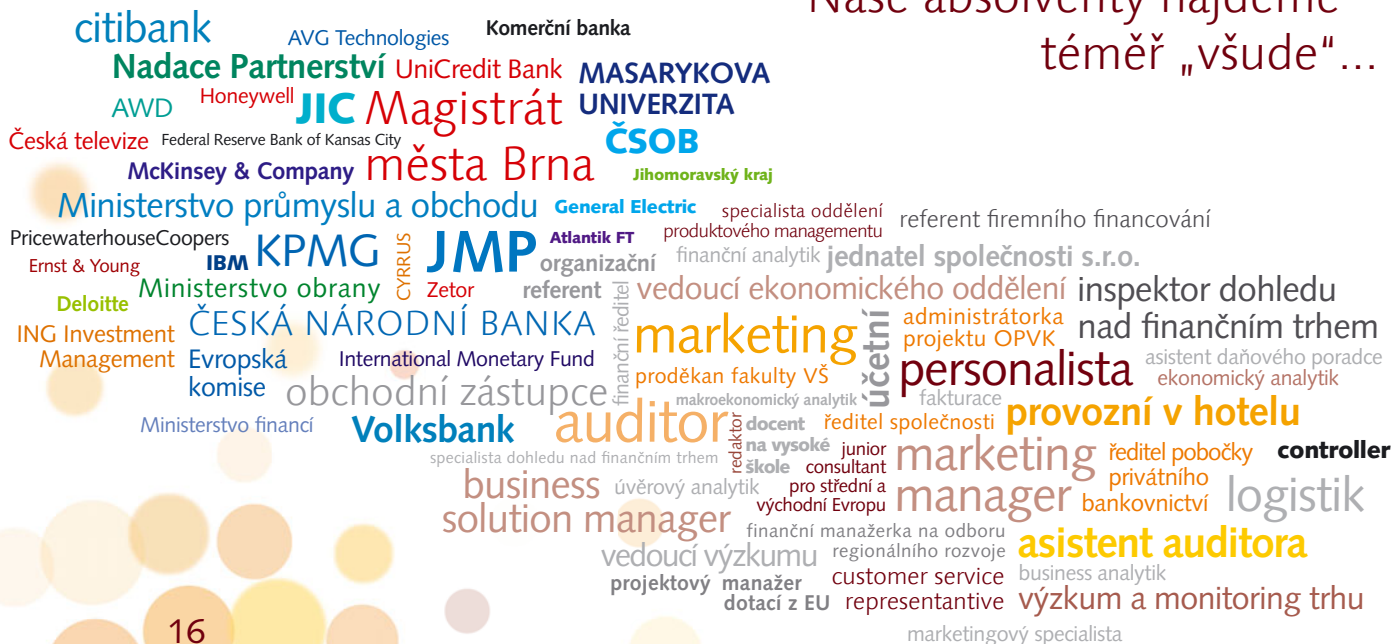 Naše absolventy najdeme
téměř „všude“...
citibank
AVG Technologies
Komerční banka
Nadace Partnerství
UniCredit Bank
MASARYKOVA
UNIVERZITA
AWD
Honeywell
JIC
Magistrát
města Brna
ČSOB
Česká televize
Federal Reserve Bank of Kansas City
McKinsey & Company
Jihomoravský kraj
Ministerstvo průmyslu a obchodu
General Electric
specialista oddělení
produktového managementu
referent firemního financování
PricewaterhouseCoopers
Ernst & Young
IBM
KPMG
CYRRUS
JMP
Atlantik FT
organizační
referent
finanční analytik
jednatel společnosti s.r.o.
Deloitte
Ministerstvo obrany
Zetor
finanční ředitel
vedoucí ekonomického oddělení
inspektor dohledu
nad finančním trhem
ING Investment
Management
ČESKÁ NÁRODNÍ BANKA
marketing
účetní
administrátorka
projektu OPVK
Evropská
komise
International Monetary Fund
obchodní zástupce
proděkan fakulty VŠ
personalista
asistent daňového poradce
ekonomický analytik
makroekonomický analytik
fakturace
Ministerstvo financí
Volksbank
auditor
redaktor
docent
na vysoké
škole
ředitel společnosti
provozní v hotelu
specialista dohledu nad finančním trhem
junior
consultant
pro střední a
východní Evropu
marketing
manager
ředitel pobočky
privátního
bankovnictví
controller
business
solution manager
úvěrový analytik
logistik
finanční manažerka na odboru
regionálního rozvoje
asistent auditora
vedoucí výzkumu
projektový manažer
dotací z EU
customer service
representantive
business analytik
výzkum a monitoring trhu
marketingový specialista
16